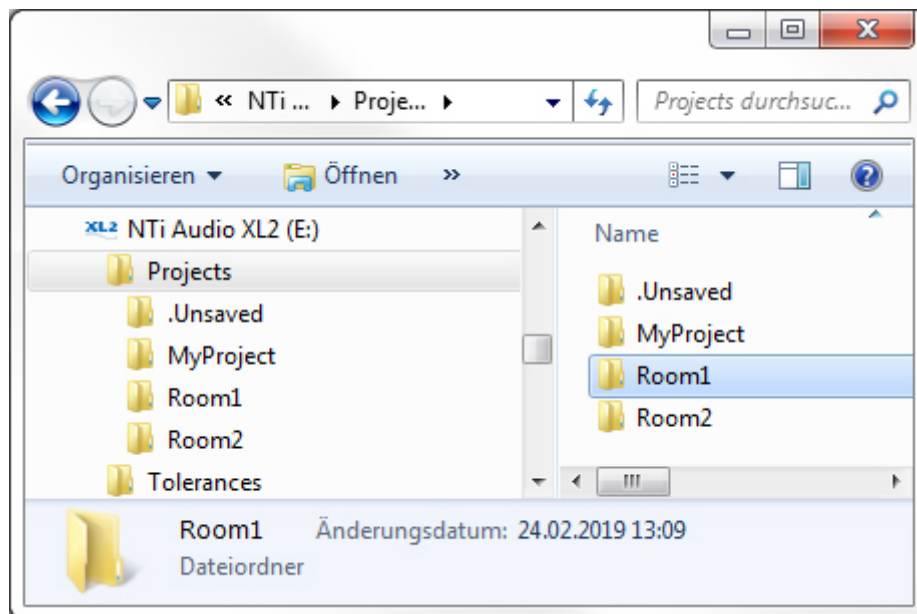 « NTi ... Proje... Projects durchsuc...
Organisieren Öffnen »
XL2 NTi Audio XL2 (E:)
Projects
.Unsaved
MyProject
Room1
Room2
Tolerances
Name
.Unsaved
MyProject
Room1
Room2
Room1 Änderungsdatum: 24.02.2019 13:09
Dateiordner